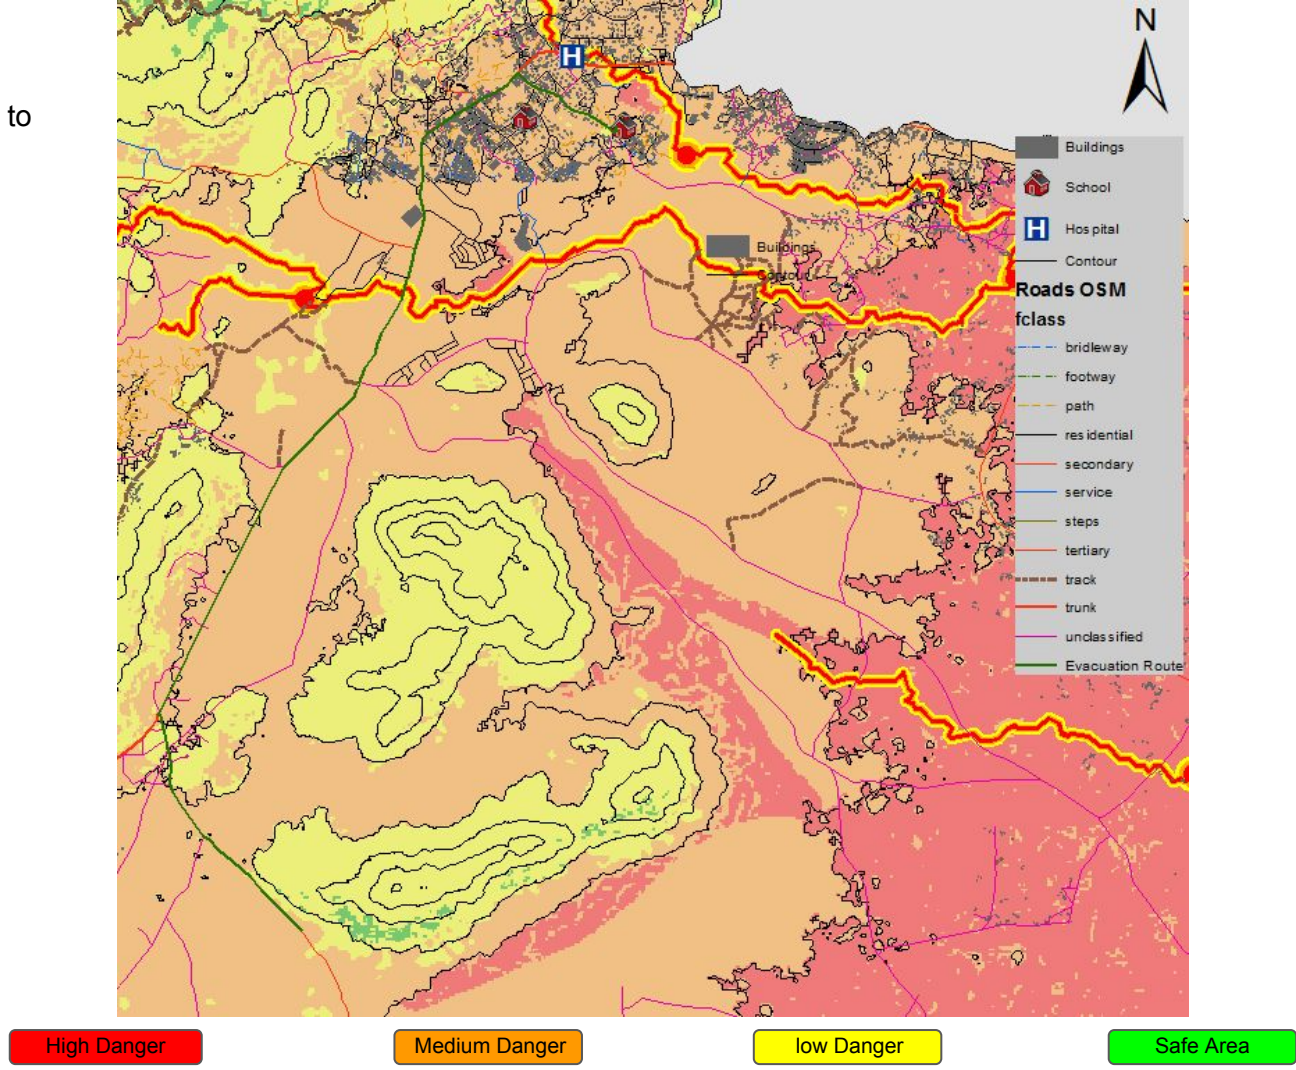 to
N
H
Buildings
School
H Hospital
Contour
Buildings
Contour
Roads OSM
fclass
bridleway
footway
path
residential
secondary
service
steps
tertiary
track
trunk
unclassified
Evacuation Route
High Danger
Medium Danger
low Danger
Safe Area